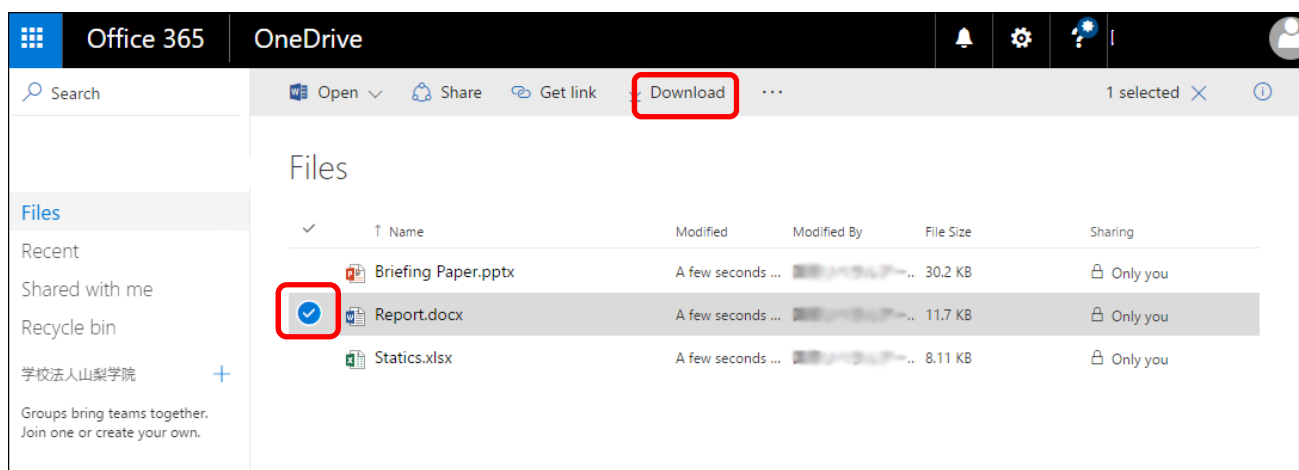 Office 365 OneDrive
Search Open Share Get link Download ... 1 selected
Files
Files
Recent
Shared with me
Recycle bin
学校法人山梨学院
Groups bring teams together.
Join one or create your own.
↑ Name Modified Modified By File Size Sharing
Briefing Paper.pptx A few seconds ... 30.2 KB Only you
Report.docx A few seconds ... 11.7 KB Only you
Statics.xlsx A few seconds ... 8.11 KB Only you